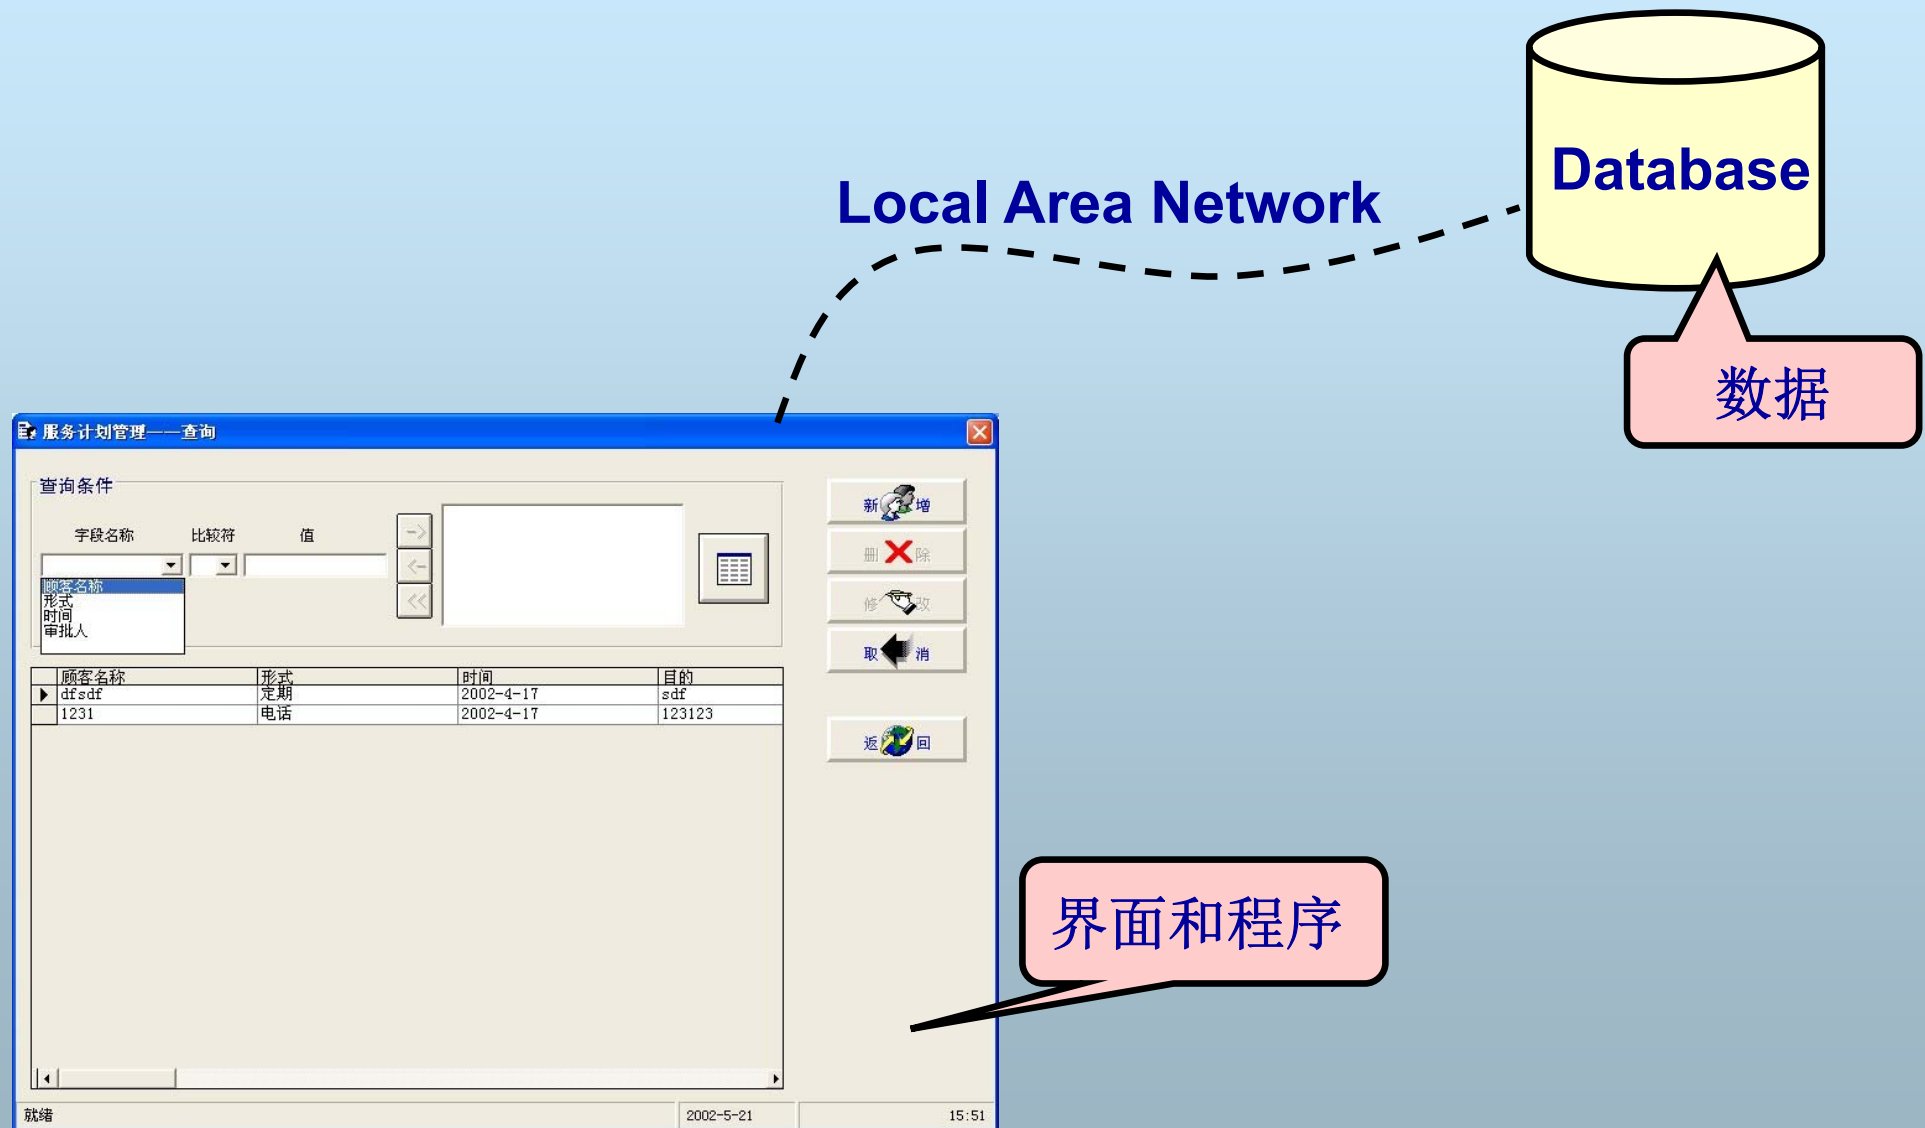 Database
Local Area Network
数据
服务计划管理——查询
查询条件
字段名称 比较符 值
->
<-
<<
顾客名称
形式
时间
审批人
新增
删除
修改
取消
返回
顾客名称 形式 时间 目的
dfsdf 定期 2002-4-17 sdf
1231 电话 2002-4-17 123123
界面和程序
就绪 2002-5-21 15:51